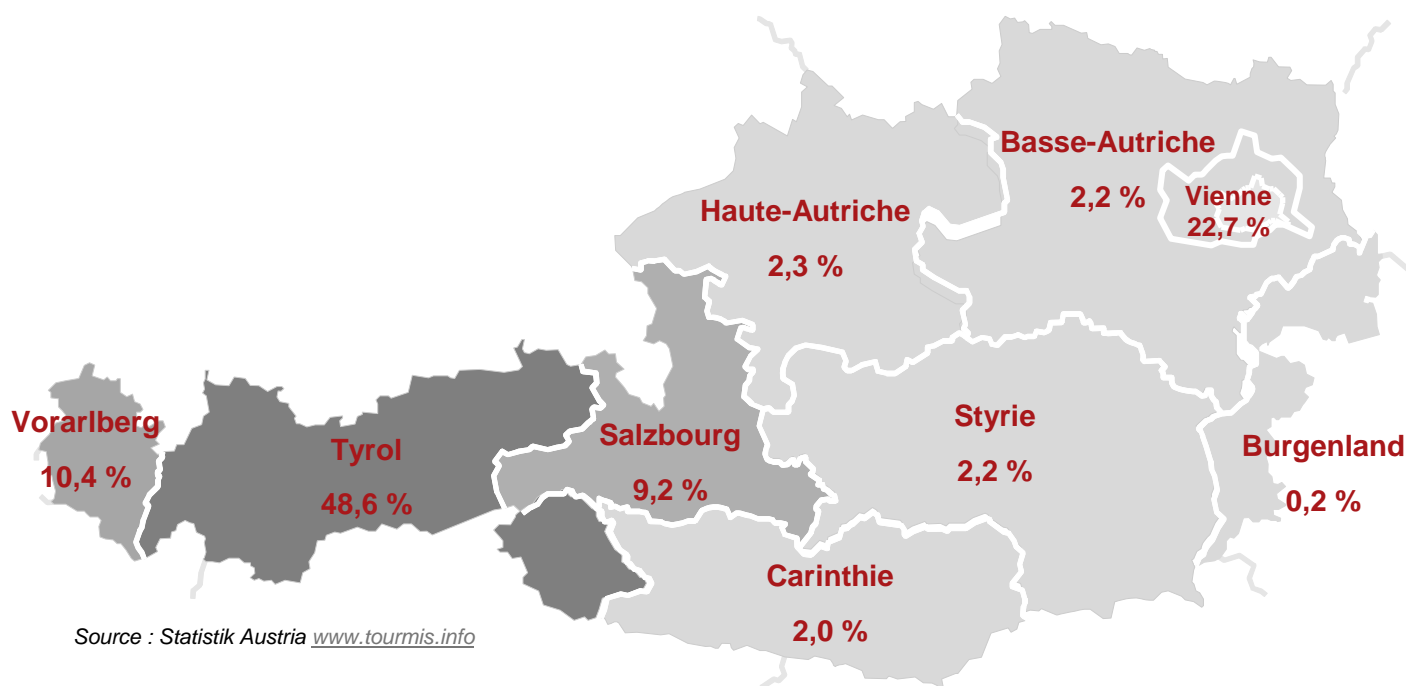 Basse-Autriche
2,2 %
Vienne
22,7 %
Haute-Autriche
2,3 %
Vorarlberg
10,4 %
Tyrol
48,6 %
Salzbourg
9,2 %
Styrie
2,2 %
Burgenland
0,2 %
Carinthie
2,0 %
Source : Statistik Austria www.tourmis.info